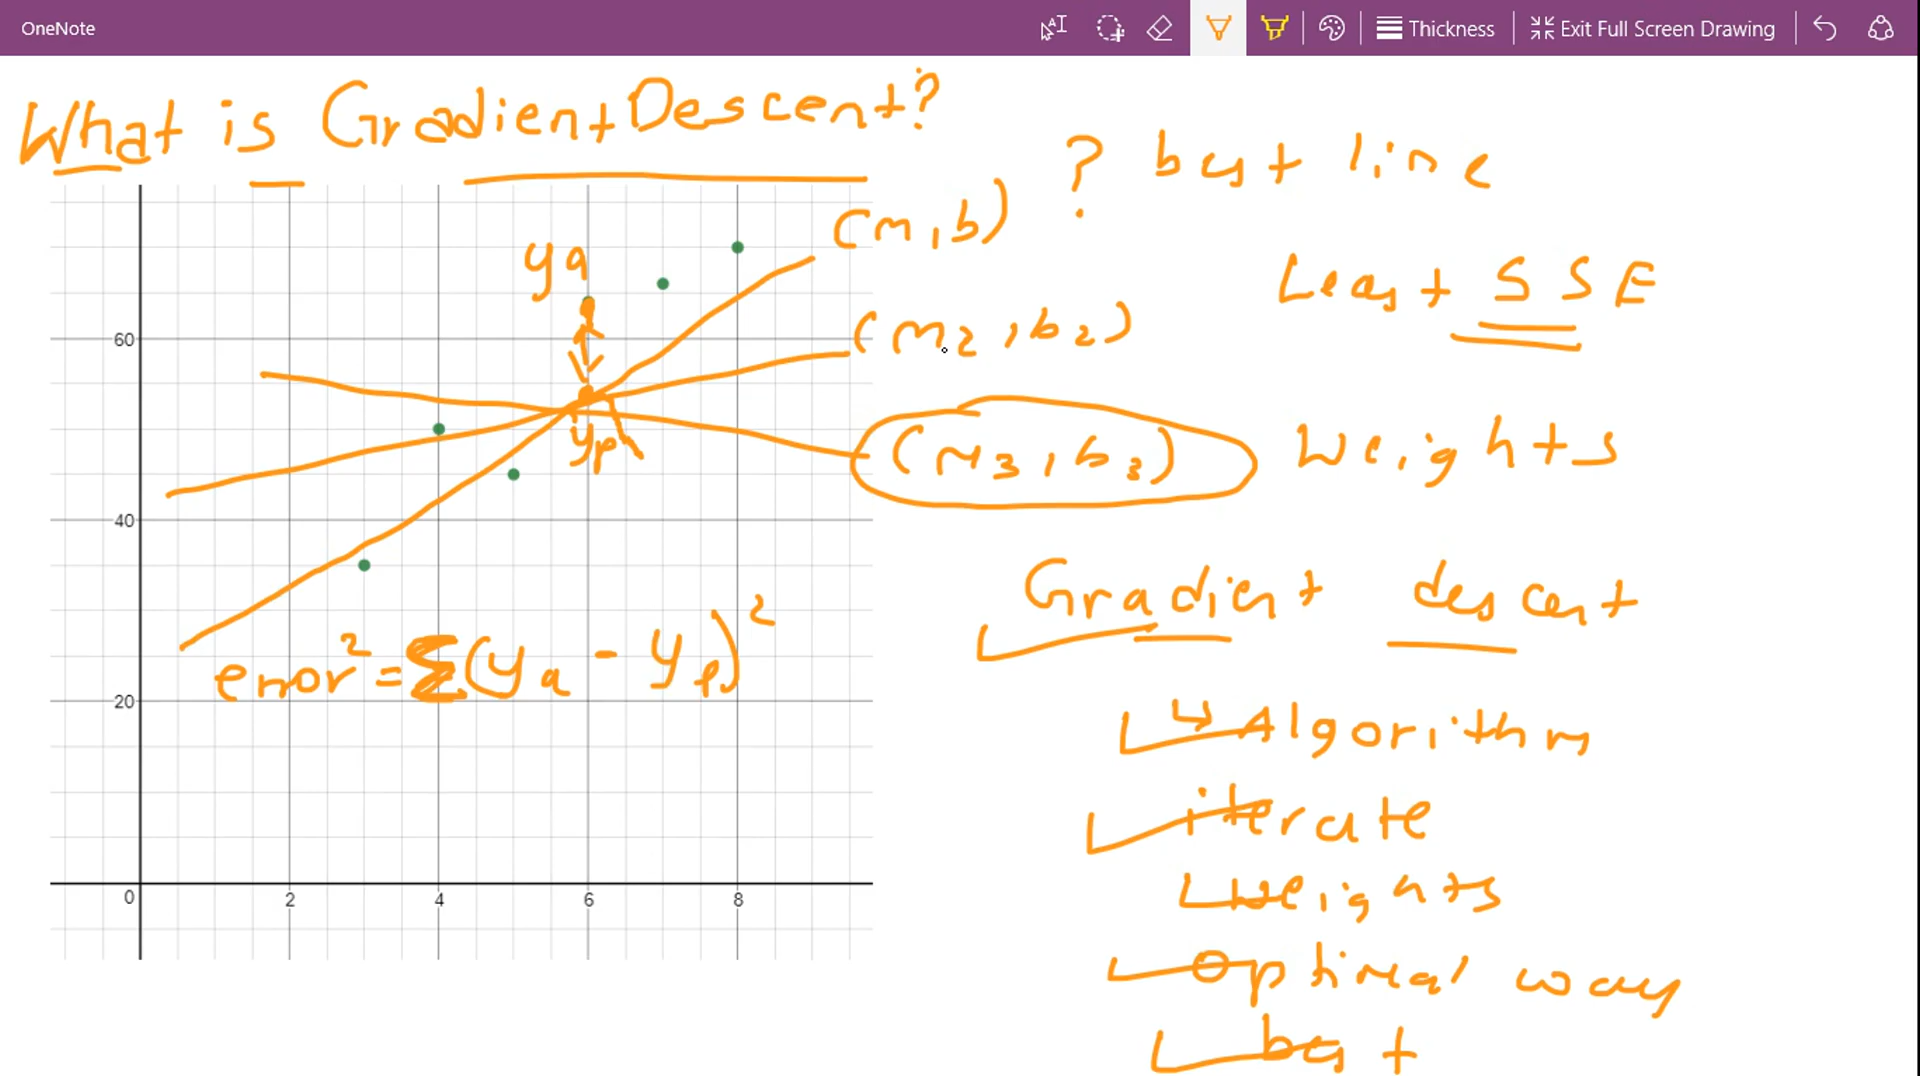 OneNote
Thickness
Exit Full Screen Drawing
What is Gradient Descent?
? best line
(m, b)
ya
Least SSE
(m2, b2)
60
yp
(m3, b3)
Weights
40
Gradient descent
error² = Σ(ya - yp)²
20
↳ Algorithm
iterate
0 2 4 6 8
Weights
Optimal way
best